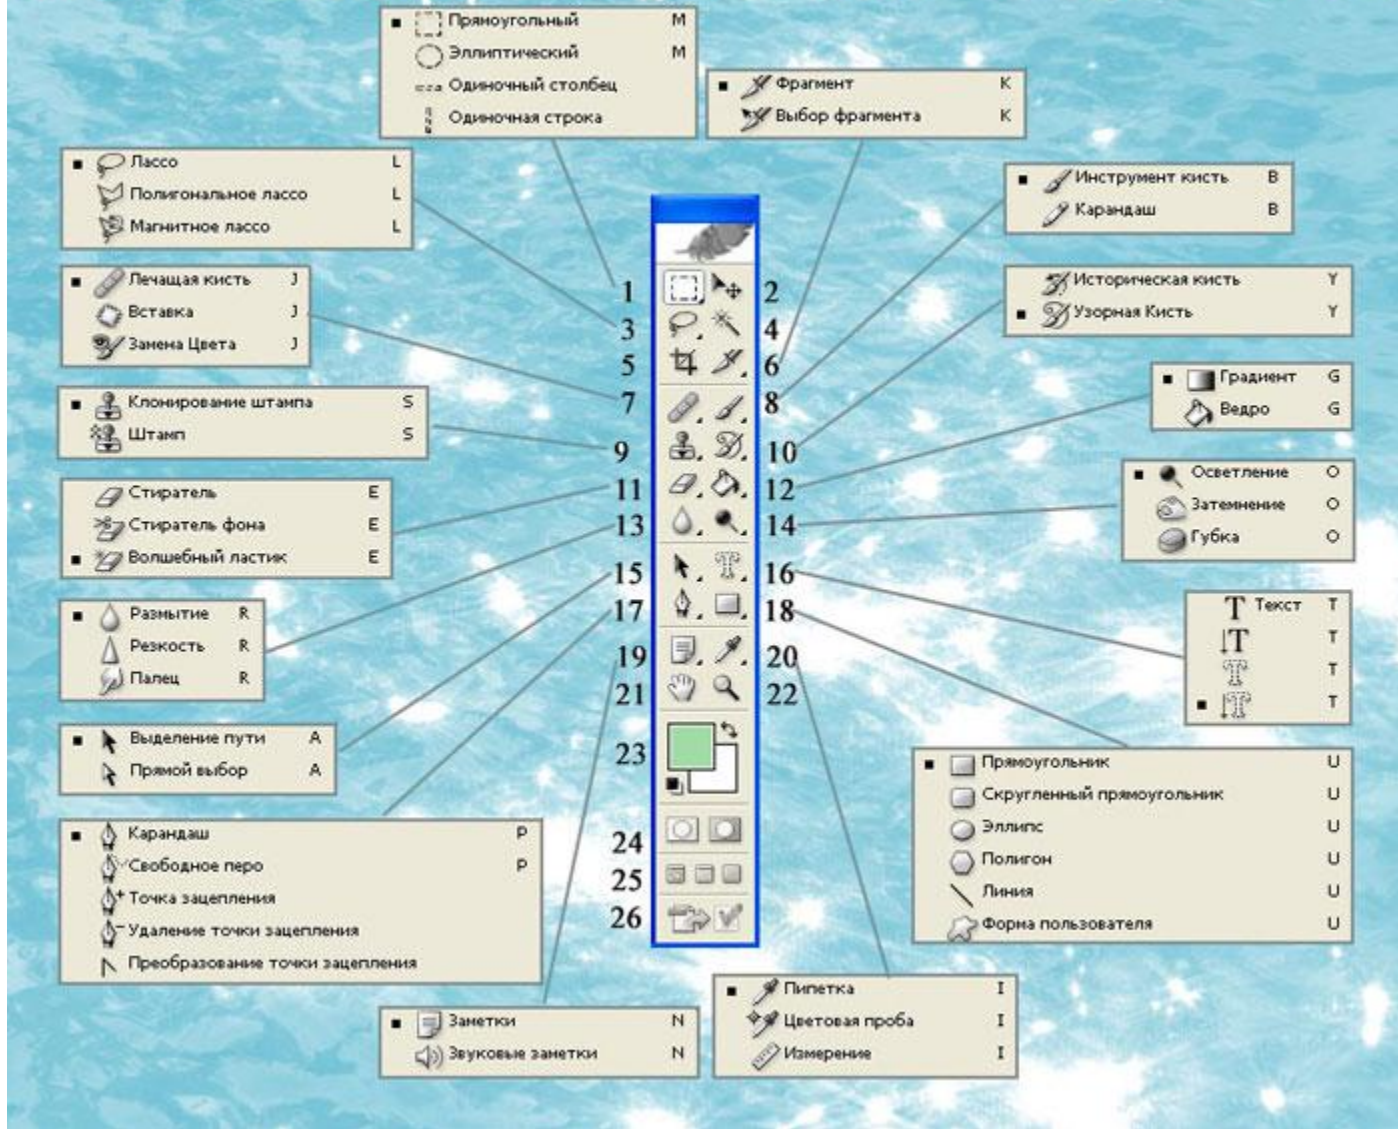 Прямоугольный M
Эллиптический M
Одиночный столбец
Одиночная строка
Фрагмент K
Выбор фрагмента K
Лассо L
Полигональное лассо L
Магнитное лассо L
Инструмент кисть B
Карандаш B
Лечащая кисть J
Вставка J
Замена Цвета J
Историческая кисть Y
Узорная Кисть Y
Градиент G
Ведро G
Клонирование штампа S
Штамп S
Осветление O
Затемнение O
Губка O
Стиратель E
Стиратель фона E
Волшебный ластик E
Размытие R
Резкость R
Палец R
T Текст T
T T
T T
T T
Выделение пути A
Прямой выбор A
Прямоугольник U
Скругленный прямоугольник U
Эллипс U
Полигон U
Линия U
Форма пользователя U
Карандаш P
Свободное перо P
Точка зацепления
Удаление точки зацепления
Преобразование точки зацепления
Заметки N
Звуковые заметки N
Пипетка I
Цветовая проба I
Измерение I
1 2
3 4
5 6
7 8
9 10
11 12
13 14
15 T 16
17 18
19 20
21 22
23
24
25
26